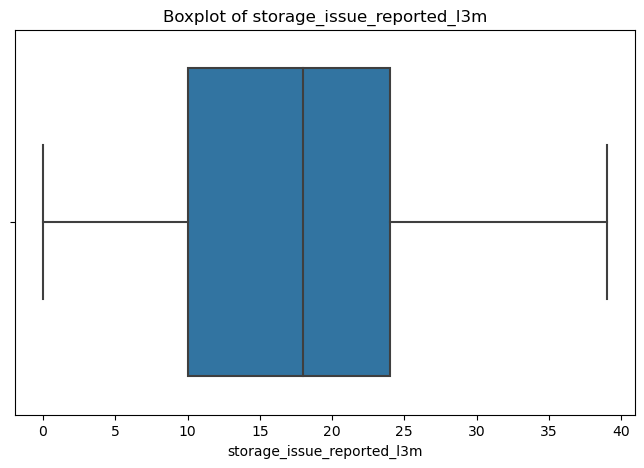 Boxplot of storage_issue_reported_l3m
0 5 10 15 20 25 30 35 40
storage_issue_reported_l3m